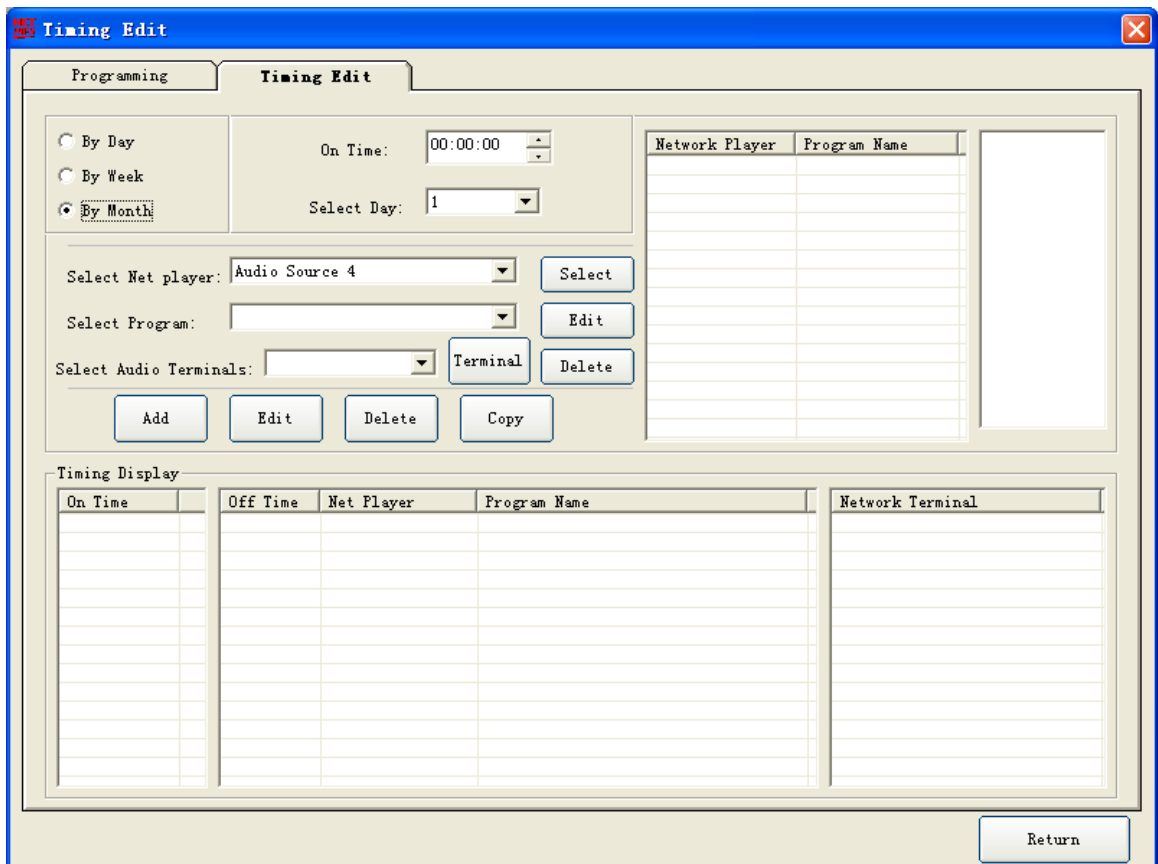 Timing Edit
Programming
Timing Edit
By Day
By Week
By Month
On Time:
00:00:00
Select Day:
1
Select Net player:
Audio Source 4
Select
Select Program:
Edit
Select Audio Terminals:
Terminal
Delete
Add
Edit
Delete
Copy
Network Player
Program Name
Timing Display
On Time
Off Time
Net Player
Program Name
Network Terminal
Return